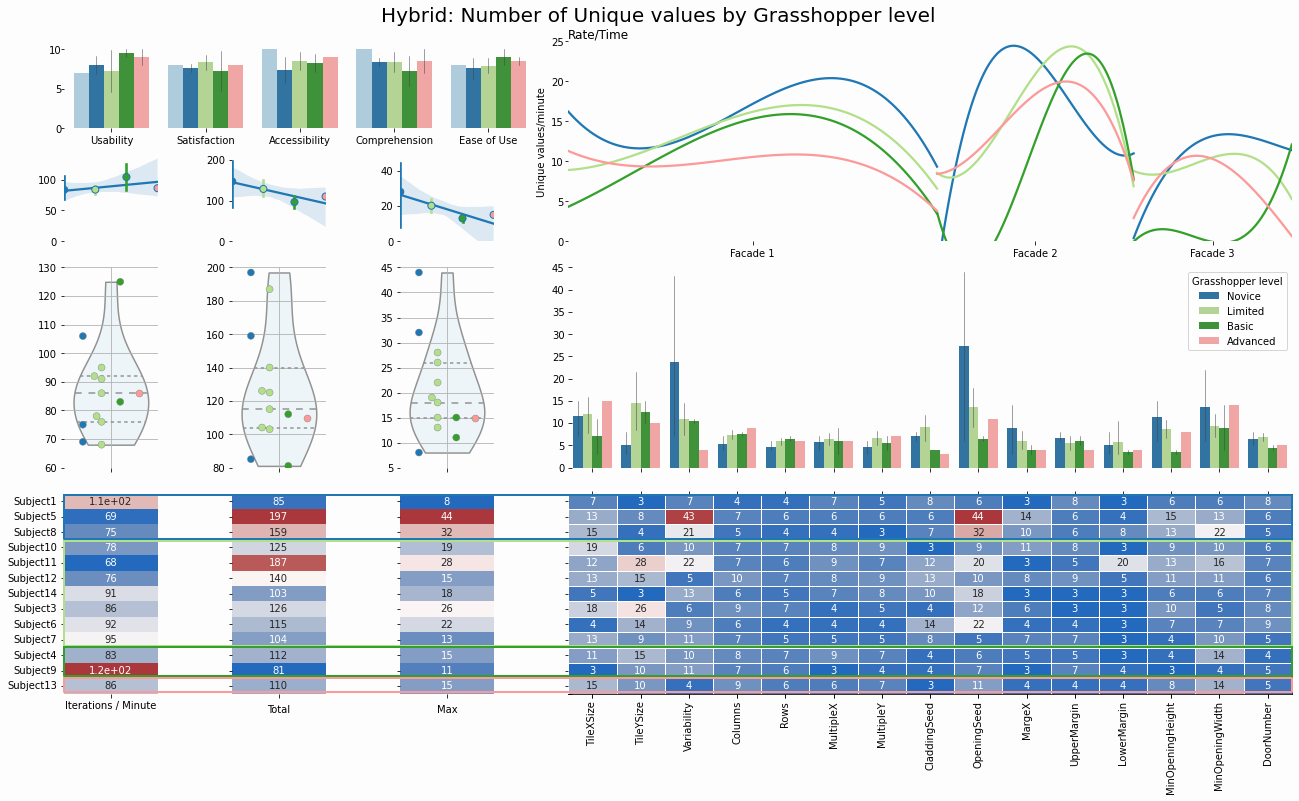 Hybrid: Number of Unique values by Grasshopper level
10
5
0
Usability Satisfaction Accessibility Comprehension Ease of Use
Rate/Time
Unique values/minute
25
20
15
10
5
0
Facade 1 Facade 2 Facade 3
100
50
0
200
100
0
40
20
0
130
120
110
100
90
80
70
60
200
180
160
140
120
100
80
45
40
35
30
25
20
15
10
5
45
40
35
30
25
20
15
10
5
0
Grasshopper level
Novice
Limited
Basic
Advanced
Subject1 1.1e+02 85 8 7 3 7 4 4 7 5 8 6 3 8 3 6 6 8
Subject5 69 197 44 13 8 43 7 6 6 6 6 44 14 6 4 15 13 6
Subject8 75 159 32 15 4 21 5 4 4 3 7 32 10 6 8 13 22 5
Subject10 78 125 19 19 6 10 7 7 8 9 3 9 11 8 3 9 10 6
Subject11 68 187 28 12 28 22 7 6 9 7 12 20 3 5 20 13 16 7
Subject12 76 140 15 13 15 5 10 7 8 9 13 10 8 9 5 11 11 6
Subject14 91 103 18 5 3 13 6 5 7 8 10 18 3 3 3 6 6 7
Subject3 86 126 26 18 26 6 9 7 4 5 4 12 6 3 3 10 5 8
Subject6 92 115 22 4 14 9 6 4 4 4 14 22 4 4 3 7 7 9
Subject7 95 104 13 13 9 11 7 5 5 5 8 5 7 7 3 4 10 5
Subject4 83 112 15 11 15 10 8 7 9 7 4 6 5 5 3 4 14 4
Subject9 1.2e+02 81 11 3 10 11 7 6 3 4 4 7 3 7 4 3 4 5
Subject13 86 110 15 15 10 4 9 6 6 7 3 11 4 4 4 8 14 5
Iterations / Minute Total Max
TileXSize TileYSize Variability Columns Rows MultipleX MultipleY CladdingSeed OpeningSeed MargeX UpperMargin LowerMargin MinOpeningHeight MinOpeningWidth DoorNumber